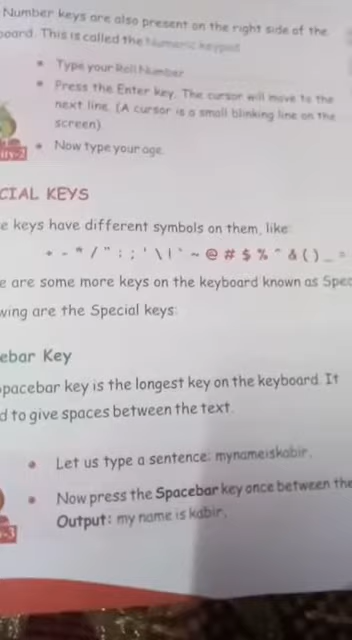 Number keys are also present on the right side of the
oard. This is called the Numeric keypad
• Type your Roll Number
• Press the Enter key. The cursor will move to the
next line. (A cursor is a small blinking line on the
screen)
• Now type your age.
CIAL KEYS
e keys have different symbols on them, like:
+ - * / " : ; ' \ | ` ~ @ # $ % ^ & ( ) _ =
e are some more keys on the keyboard known as Spec
wing are the Special keys:
ebar Key
pacebar key is the longest key on the keyboard. It
d to give spaces between the text.
• Let us type a sentence: mynameiskabir.
• Now press the Spacebar key once between the
Output: my name is kabir.